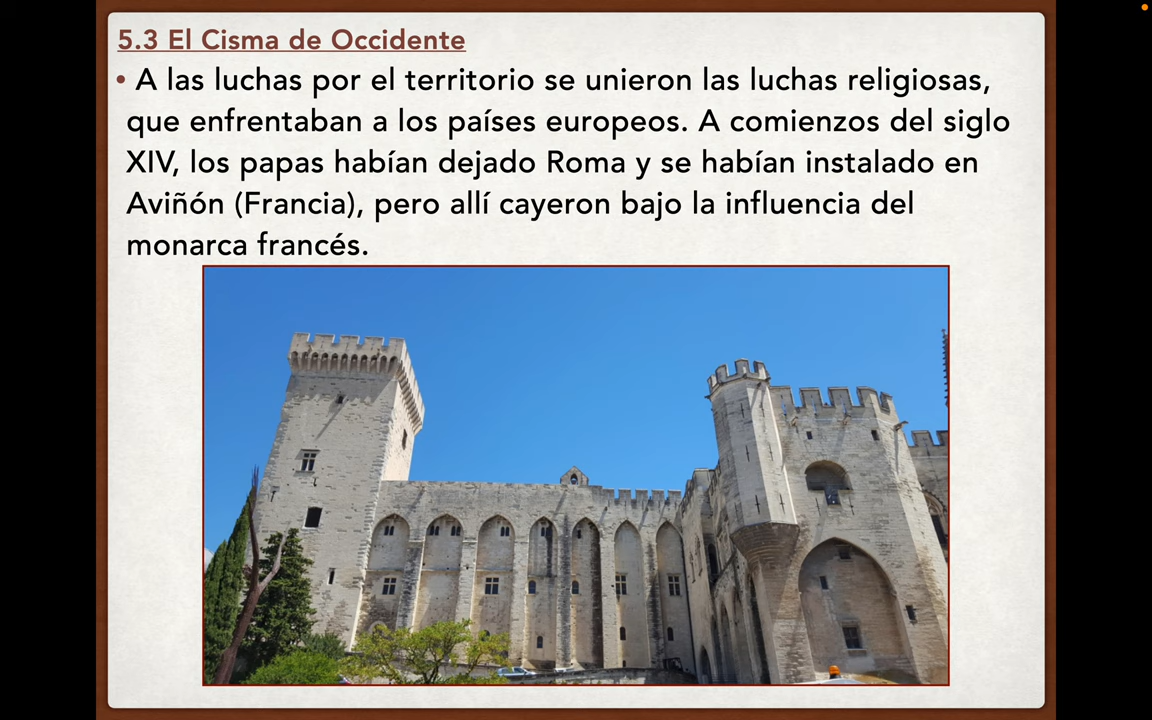 5.3 El Cisma de Occidente
• A las luchas por el territorio se unieron las luchas religiosas,
que enfrentaban a los países europeos. A comienzos del siglo
XIV, los papas habían dejado Roma y se habían instalado en
Aviñón (Francia), pero allí cayeron bajo la influencia del
monarca francés.